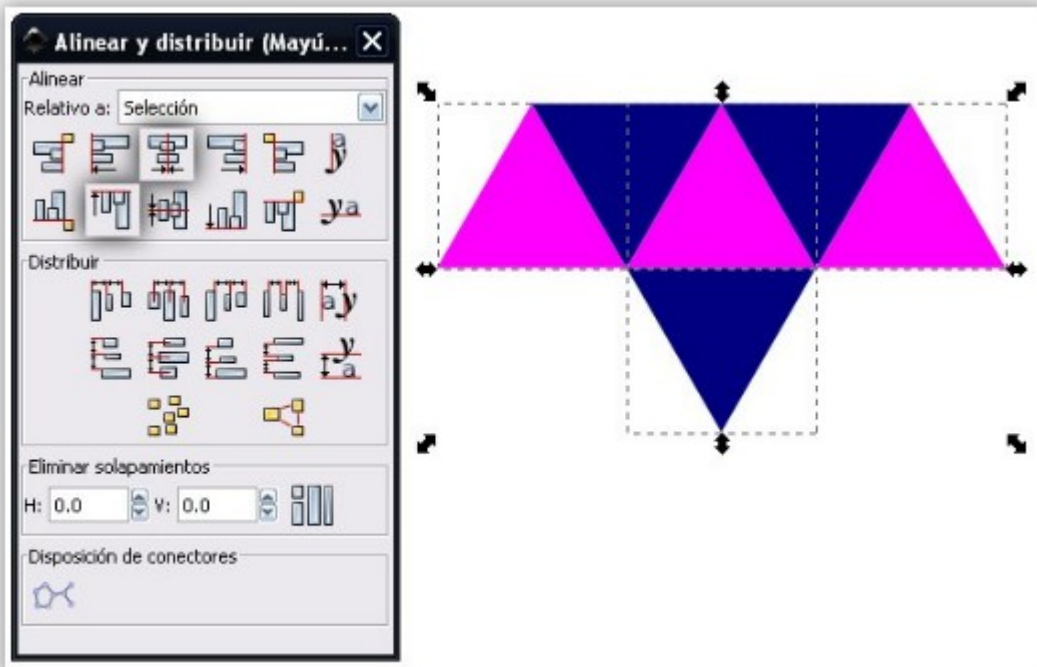 Alinear y distribuir (Mayú...
Alinear
Relativo a: Selección
Distribuir
Eliminar solapamientos
H: 0.0 V: 0.0
Disposición de conectores